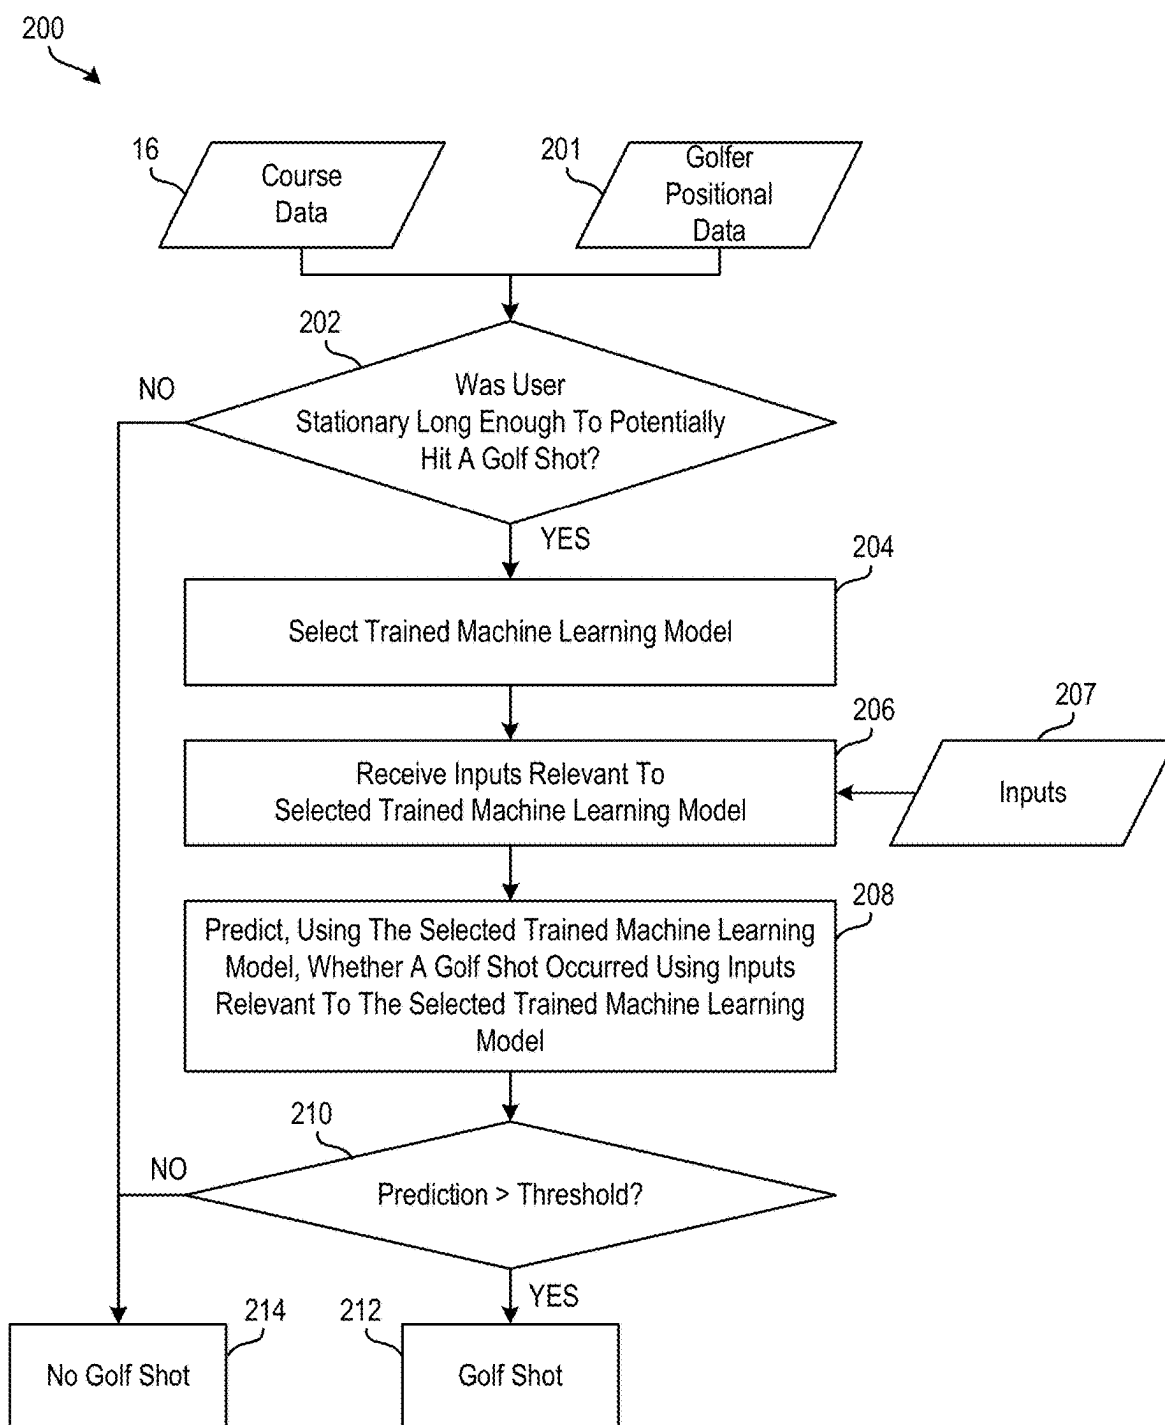 200
16
Course
Data
201
Golfer
Positional
Data
202
NO
Was User
Stationary Long Enough To Potentially
Hit A Golf Shot?
YES
204
Select Trained Machine Learning Model
206
207
Receive Inputs Relevant To
Selected Trained Machine Learning Model
Inputs
208
Predict, Using The Selected Trained Machine Learning
Model, Whether A Golf Shot Occurred Using Inputs
Relevant To The Selected Trained Machine Learning
Model
210
NO
Prediction > Threshold?
YES
214
212
No Golf Shot
Golf Shot